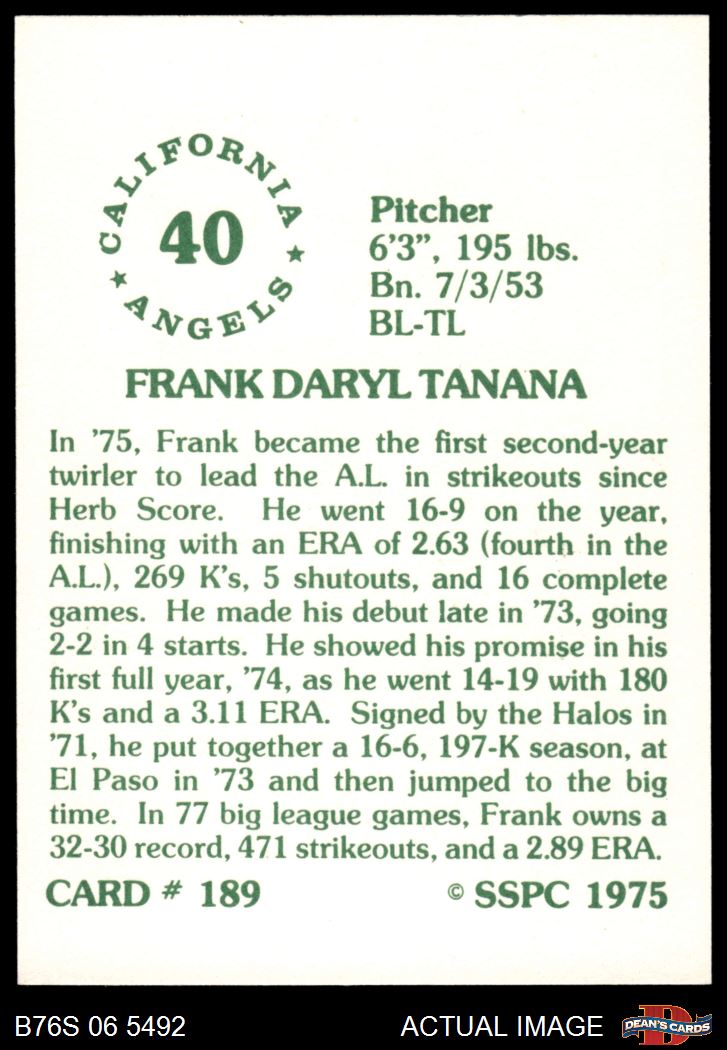 CALIFORNIA
40
★ ANGELS ★
Pitcher
6'3”, 195 lbs.
Bn. 7/3/53
BL-TL
FRANK DARYL TANANA
In ’75, Frank became the first second-year
twirler to lead the A.L. in strikeouts since
Herb Score. He went 16-9 on the year,
finishing with an ERA of 2.63 (fourth in the
A.L.), 269 K’s, 5 shutouts, and 16 complete
games. He made his debut late in ’73, going
2-2 in 4 starts. He showed his promise in his
first full year, ’74, as he went 14-19 with 180
K’s and a 3.11 ERA. Signed by the Halos in
’71, he put together a 16-6, 197-K season, at
El Paso in ’73 and then jumped to the big
time. In 77 big league games, Frank owns a
32-30 record, 471 strikeouts, and a 2.89 ERA.
CARD # 189 © SSPC 1975
B76S 06 5492 ACTUAL IMAGE D DEAN'S CARDS